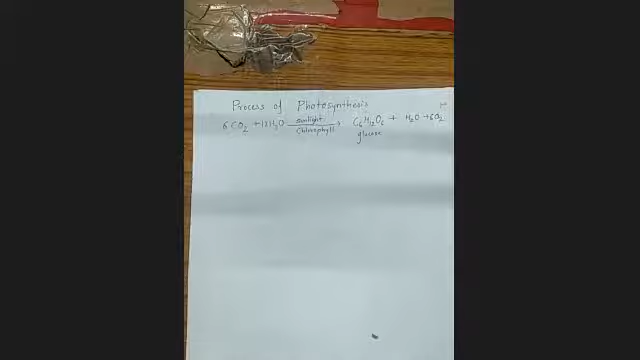 Process of Photosynthesis
6CO2 + 12H2O sunlight Chlorophyll → C6H12O6 + H2O + 6O2
glucose